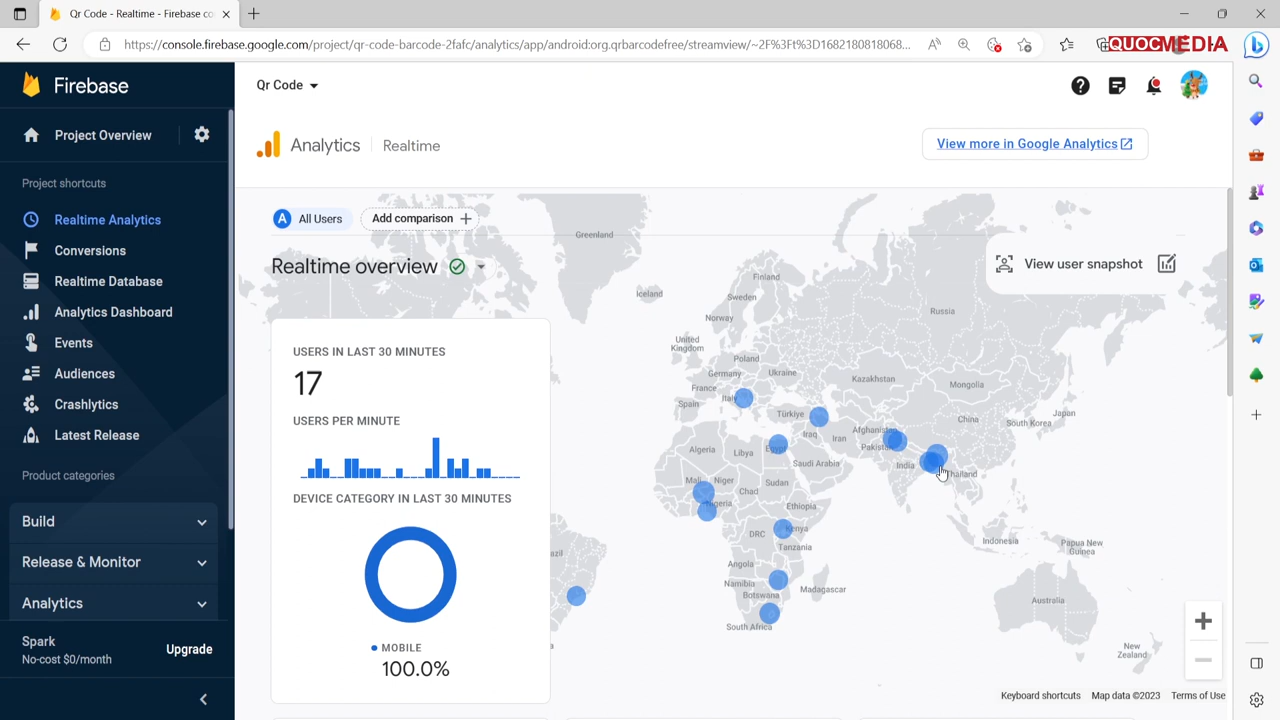 Qr Code - Realtime - Firebase co
https://console.firebase.google.com/project/qr-code-barcode-2fafc/analytics/app/android:org.qrbarcodefree/streamview/~2F%3Ft%3D1682180818068...
QUOCMEDIA
Firebase
Qr Code
Project Overview
Analytics
Realtime
View more in Google Analytics
Project shortcuts
Realtime Analytics
Conversions
Realtime Database
Analytics Dashboard
Events
Audiences
Crashlytics
Latest Release
Product categories
Build
Release & Monitor
Analytics
Spark
No-cost $0/month
Upgrade
A All Users
Add comparison
Realtime overview
View user snapshot
USERS IN LAST 30 MINUTES
17
USERS PER MINUTE
DEVICE CATEGORY IN LAST 30 MINUTES
MOBILE
100.0%
Greenland
Iceland
Finland
Sweden
Norway
Russia
United
Kingdom
Poland
Germany
Ukraine
France
Kazakhstan
Mongolia
Italy
Spain
Türkiye
China
Japan
South Korea
Afghanistan
Iraq
Iran
Algeria
Libya
Egypt
Pakistan
Saudi Arabia
India
Thailand
Mali
Niger
Sudan
Chad
Nigeria
Ethiopia
DRC
Kenya
Tanzania
Indonesia
Papua New
Guinea
azil
Angola
Namibia
Botswana
Madagascar
Australia
South Africa
New
Zealand
Keyboard shortcuts
Map data ©2023
Terms of Use